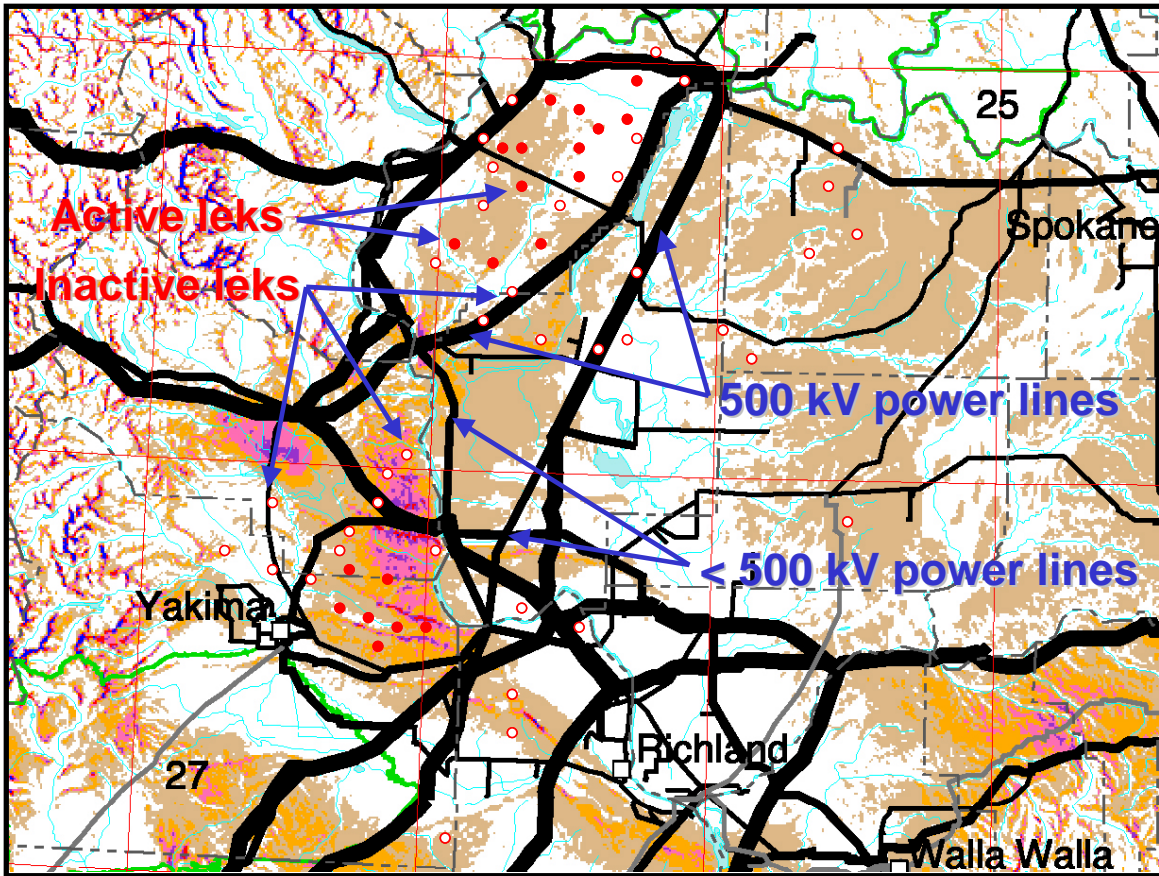 25
Active leks
Spokane
Inactive leks
500 kV power lines
< 500 kV power lines
Yakima
Richland
27
Walla Walla